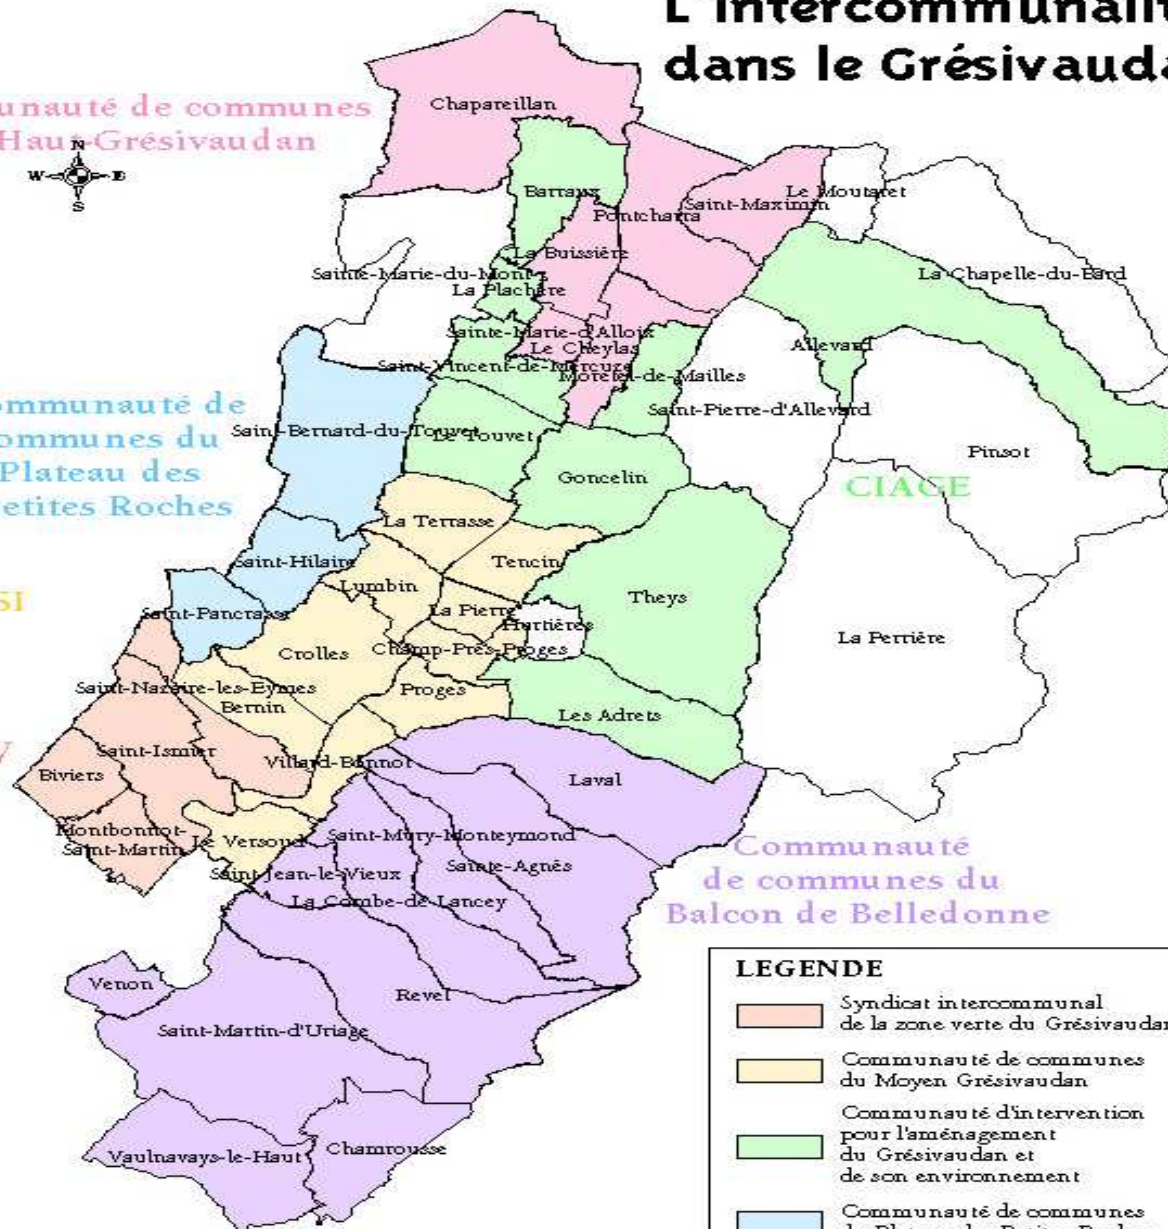 L'intercommunalit
dans le Grésivauda
unauté de communes
Haut-Grésivaudan
N
W E
S
Chapareillan
Barraux
Pontcharra
Saint-Maximin
Le Moutaret
La Buissière
Sainte-Marie-du-Mont
La Plachère
La Chapelle-du-Bard
Sainte-Marie-d'Alloix
Le Cheylas
Allevard
Saint-Vincent-de-Mercuze
Morêtel-de-Mailles
Saint-Pierre-d'Allevard
ommunauté de
ommunes du
Plateau des
etites Roches
Saint-Bernard-du-Touvet
Le Touvet
Pinsot
Goncelin
CIAGE
La Terrasse
Saint-Hilaire
Tencin
Lumbin
SI
Theys
Saint-Pancrasse
La Pierre
Hurtières
La Perrière
Crolles
Champ-Près-Proges
Saint-Nazaire-les-Eymes
Proges
Bernin
Les Adrets
Saint-Ismier
Villard-Bonnot
Biviers
Laval
Montbonnot-
Saint-Martin
Le Versoud
Saint-Mury-Monteymond
Sainte-Agnès
Saint-Jean-le-Vieux
La Combe-de-Lancey
Communauté
de communes du
Balcon de Belledonne
Venon
Revel
Saint-Martin-d'Uriage
Vaulnavays-le-Haut
Chamrousse
LEGENDE
Syndicat intercommunal
de la zone verte du Grésivaudan
Communauté de communes
du Moyen Grésivaudan
Communauté d'intervention
pour l'aménagement
du Grésivaudan et
de son environnement
Communauté de communes